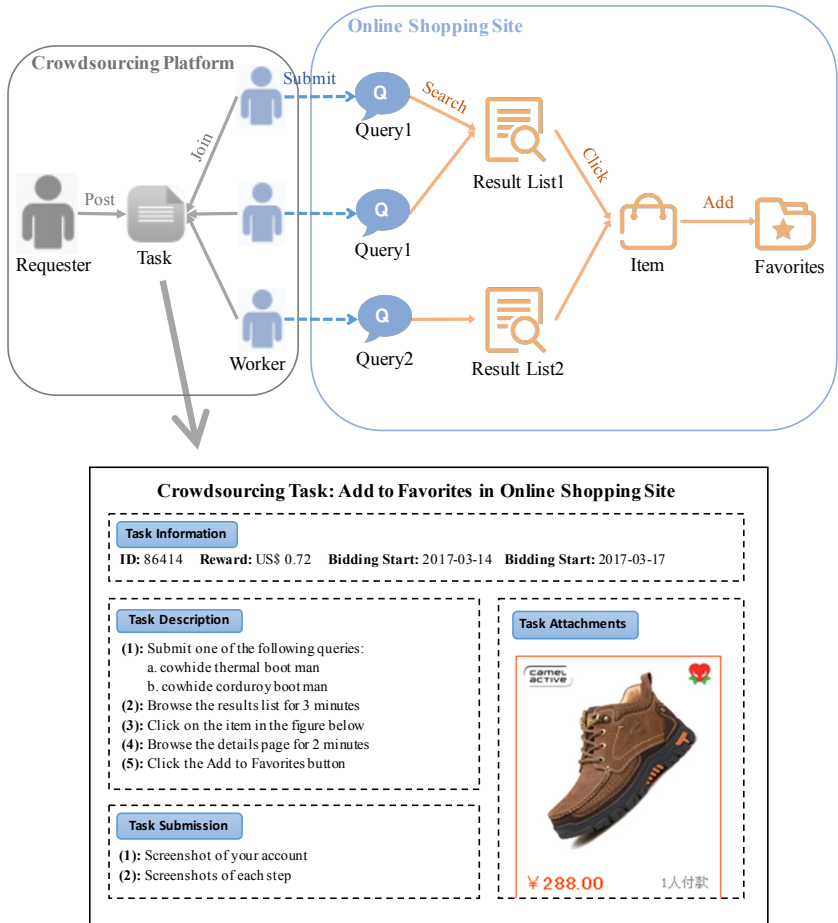 Online Shopping Site
Crowdsourcing Platform
Submit
Q
Query1
Search
Join
Result List1
Click
Post
Requester
Task
Q
Query1
Add
Item
Favorites
Worker
Q
Query2
Result List2
Crowdsourcing Task: Add to Favorites in Online Shopping Site
Task Information
ID: 86414 Reward: US$ 0.72 Bidding Start: 2017-03-14 Bidding Start: 2017-03-17
Task Description
(1): Submit one of the following queries:
a. cowhide thermal boot man
b. cowhide corduroy boot man
(2): Browse the results list for 3 minutes
(3): Click on the item in the figure below
(4): Browse the details page for 2 minutes
(5): Click the Add to Favorites button
Task Submission
(1): Screenshot of your account
(2): Screenshots of each step
Task Attachments
camel
active
¥288.00 1人付款